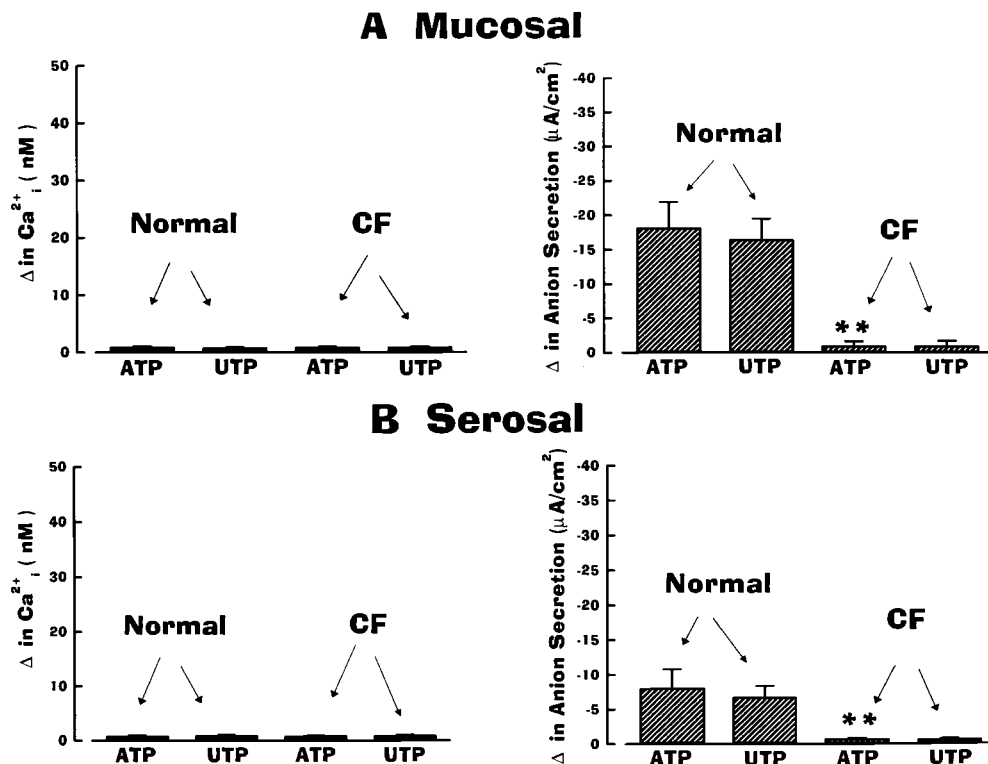 A Mucosal
Δ in Ca²⁺ᵢ ( nM)
50
40
30
20
10
0
Normal
CF
ATP
UTP
ATP
UTP
Δ in Anion Secretion (μA/cm²)
-40
-35
-30
-25
-20
-15
-10
-5
0
Normal
CF
**
ATP
UTP
ATP
UTP
B Serosal
Δ in Ca²⁺ᵢ ( nM)
50
40
30
20
10
0
Normal
CF
ATP
UTP
ATP
UTP
Δ in Anion Secretion (μA/cm²)
-40
-35
-30
-25
-20
-15
-10
-5
0
Normal
CF
**
ATP
UTP
ATP
UTP